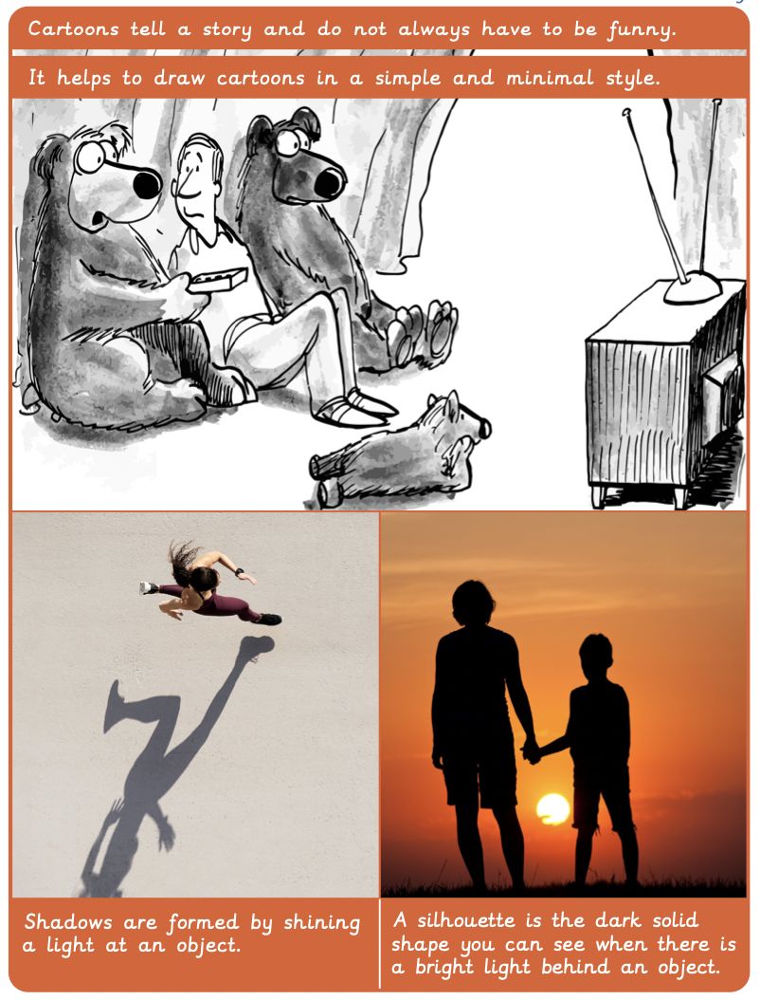 Cartoons tell a story and do not always have to be funny.
It helps to draw cartoons in a simple and minimal style.
Shadows are formed by shining
a light at an object.
A silhouette is the dark solid
shape you can see when there is
a bright light behind an object.